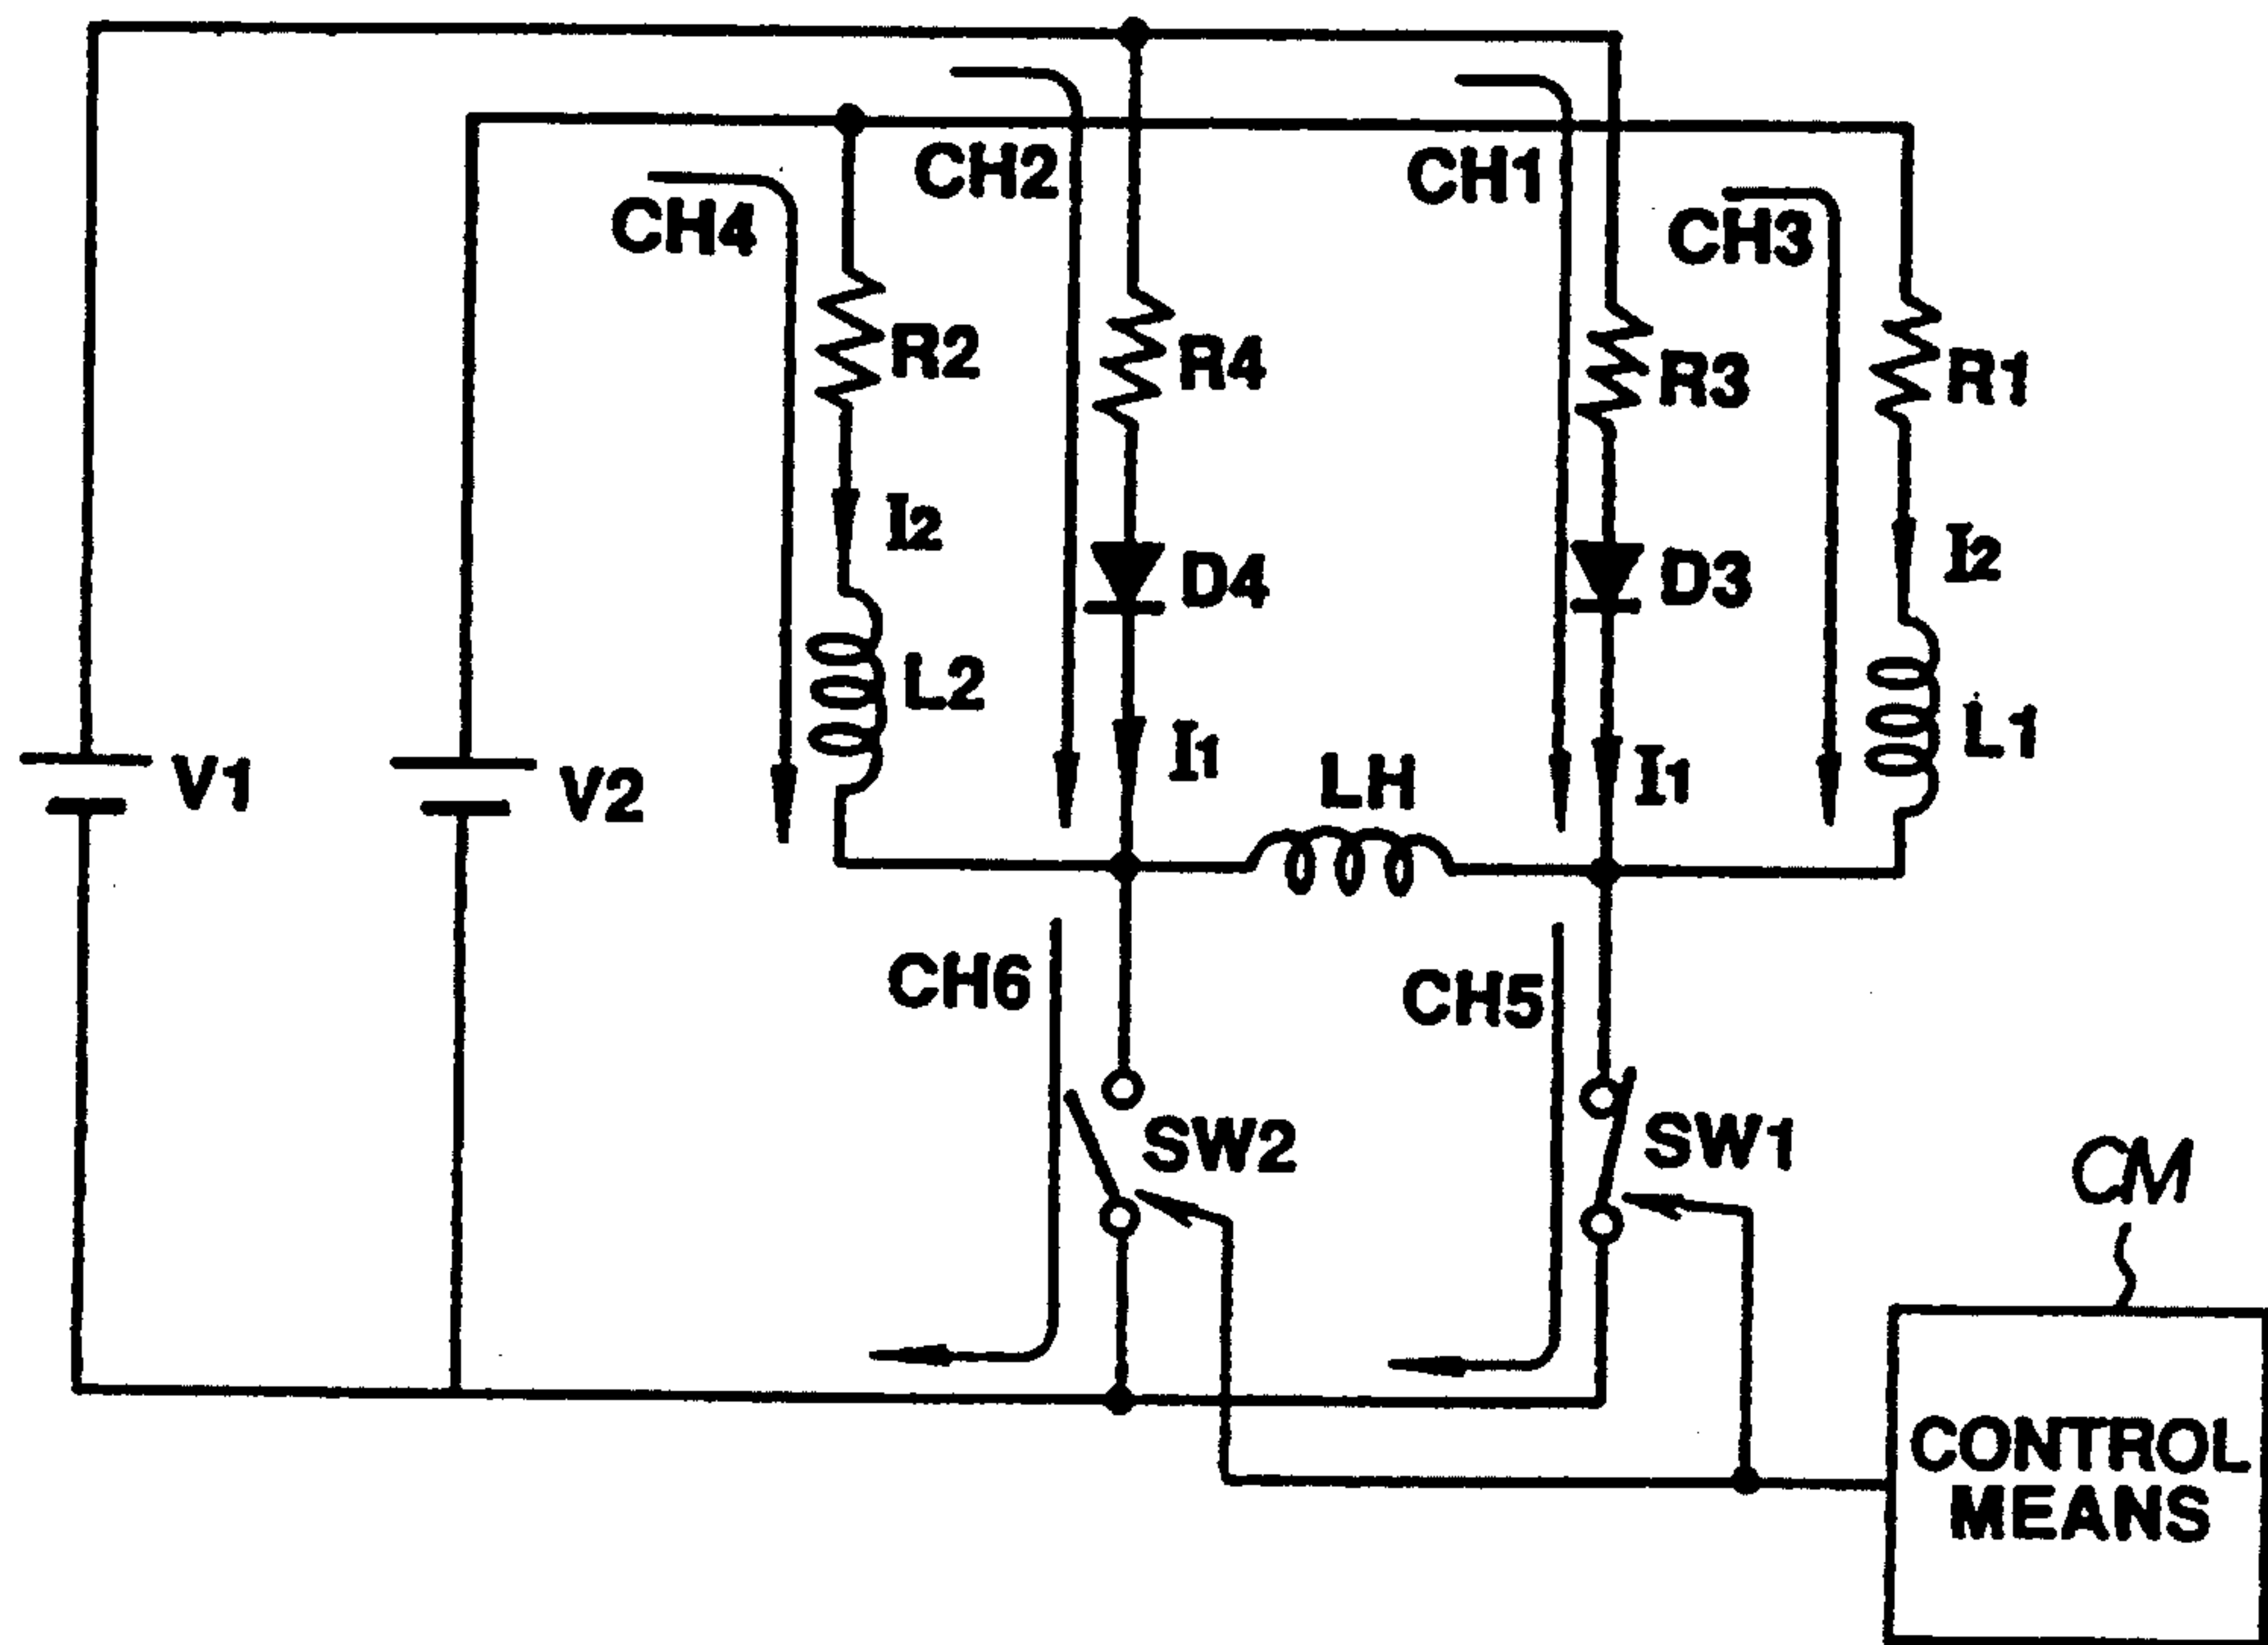 CH2
CH1
CH4
CH3
R2
R4
R3
R1
I2
D4
D3
I2
L2
L1
I1
I1
V1
V2
LH
CH6
CH5
SW2
SW1
CM
CONTROL
MEANS